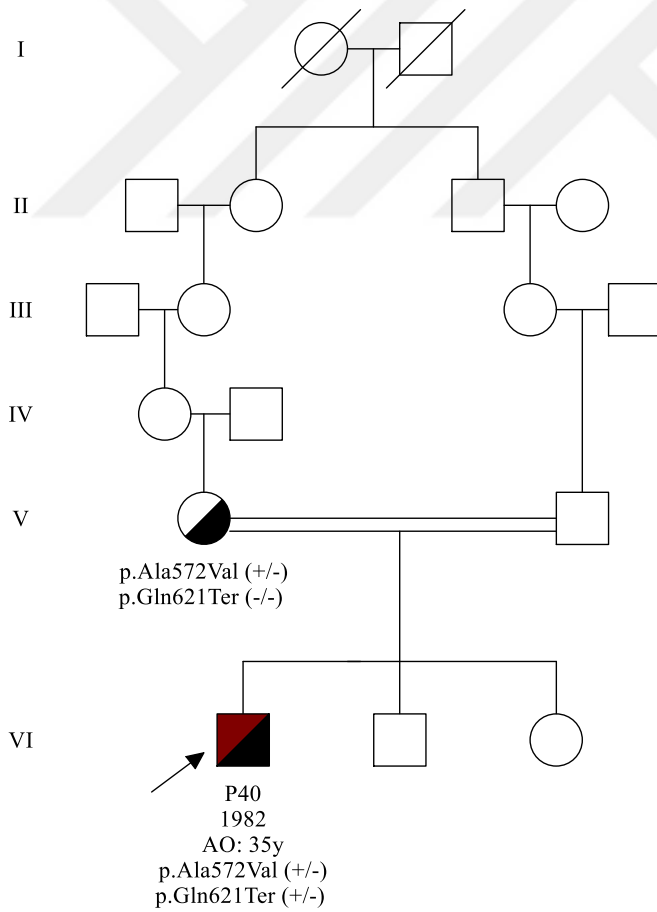 I
II
III
IV
V
p.Ala572Val (+/-)
p.Gln621Ter (-/-)
VI
P40
1982
AO: 35y
p.Ala572Val (+/-)
p.Gln621Ter (+/-)